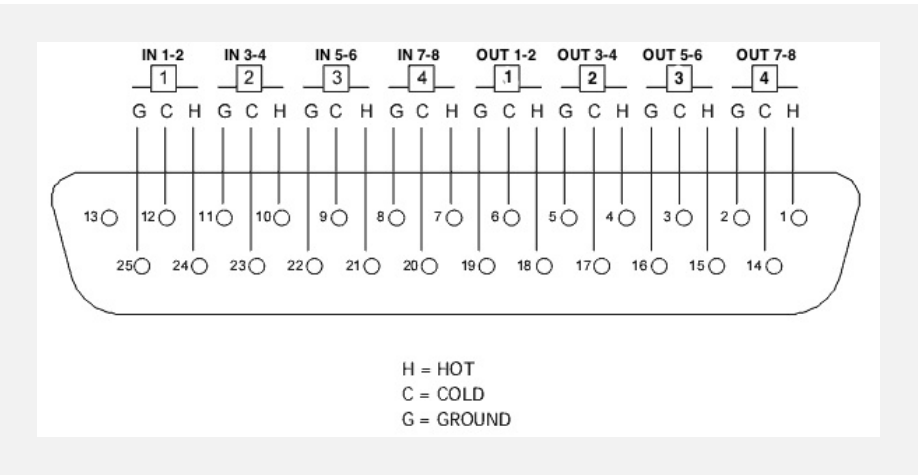 IN 1-2 IN 3-4 IN 5-6 IN 7-8 OUT 1-2 OUT 3-4 OUT 5-6 OUT 7-8
1 2 3 4 .1 2 3 4
G C H G C H G C H G C H G C H G C H G C H G C H
13 12 11 10 9 8 7 6 5 4 3 2 1
25 24 23 22 21 20 19 18 17 16 15 14
H = HOT
C = COLD
G = GROUND